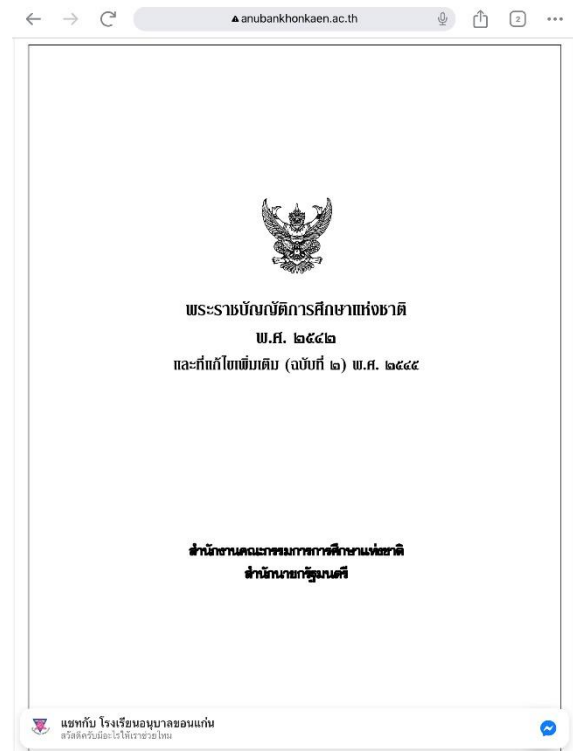 anubankhonkaen.ac.th
2
พระราชบัญญัติการศึกษาแห่งชาติ
พ.ศ. ๒๕๔๒
และที่แก้ไขเพิ่มเติม (ฉบับที่ ๒) พ.ศ. ๒๕๔๕
สำนักงานคณะกรรมการการศึกษาแห่งชาติ
สำนักนายกรัฐมนตรี
แชทกับ โรงเรียนอนุบาลขอนแก่น
สวัสดีครับมีอะไรให้เราช่วยไหม